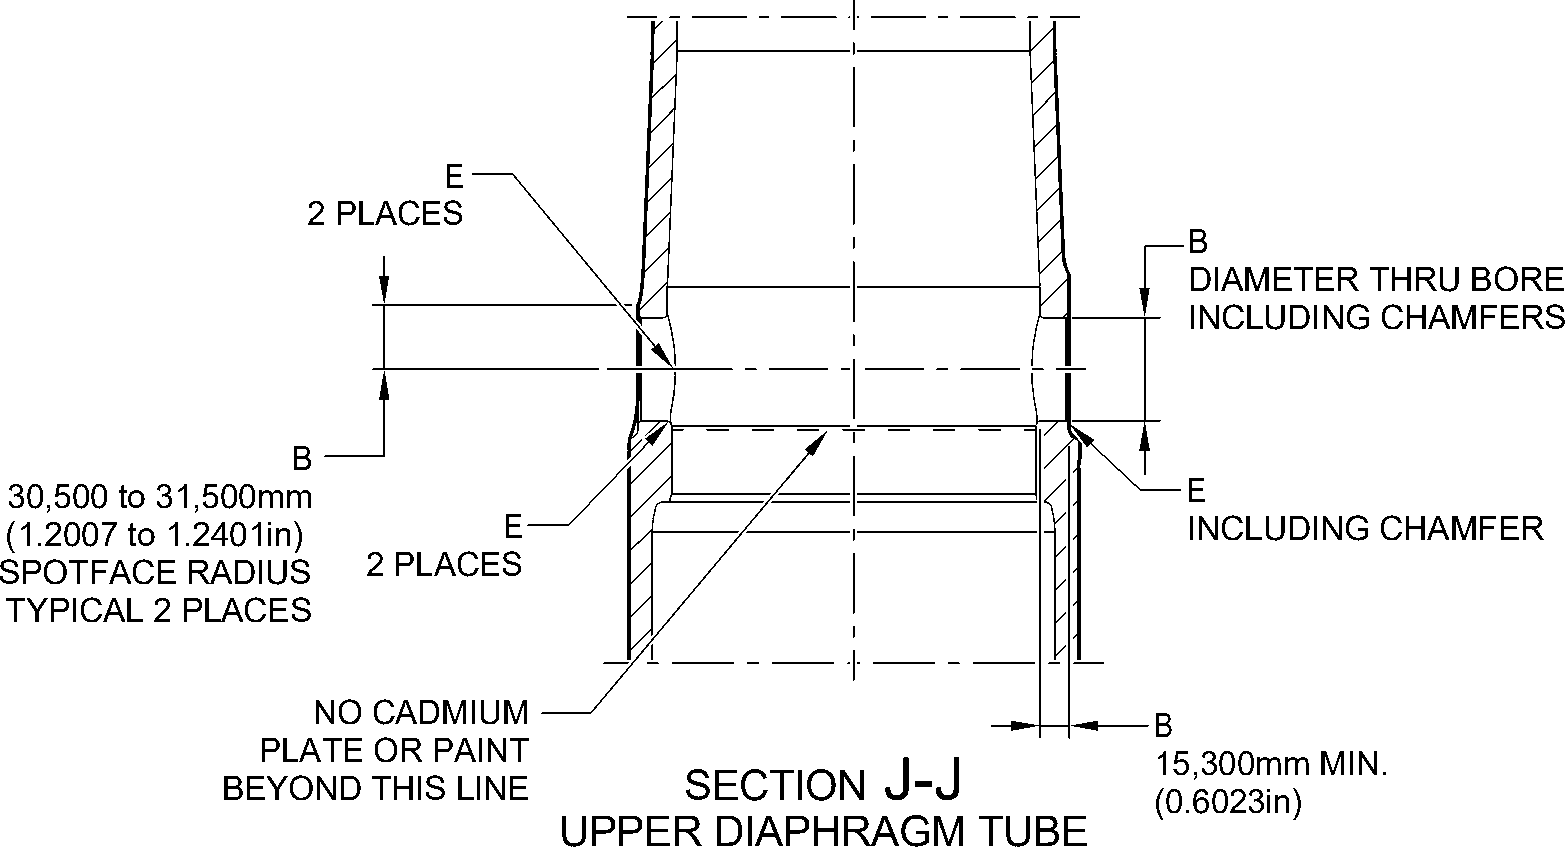 E
2 PLACES
B
DIAMETER THRU BORE
INCLUDING CHAMFERS
B
30,500 to 31,500mm
(1.2007 to 1.2401in)
SPOTFACE RADIUS
TYPICAL 2 PLACES
E
2 PLACES
E
INCLUDING CHAMFER
NO CADMIUM
PLATE OR PAINT
BEYOND THIS LINE
B
15,300mm MIN.
(0.6023in)
SECTION J-J
UPPER DIAPHRAGM TUBE